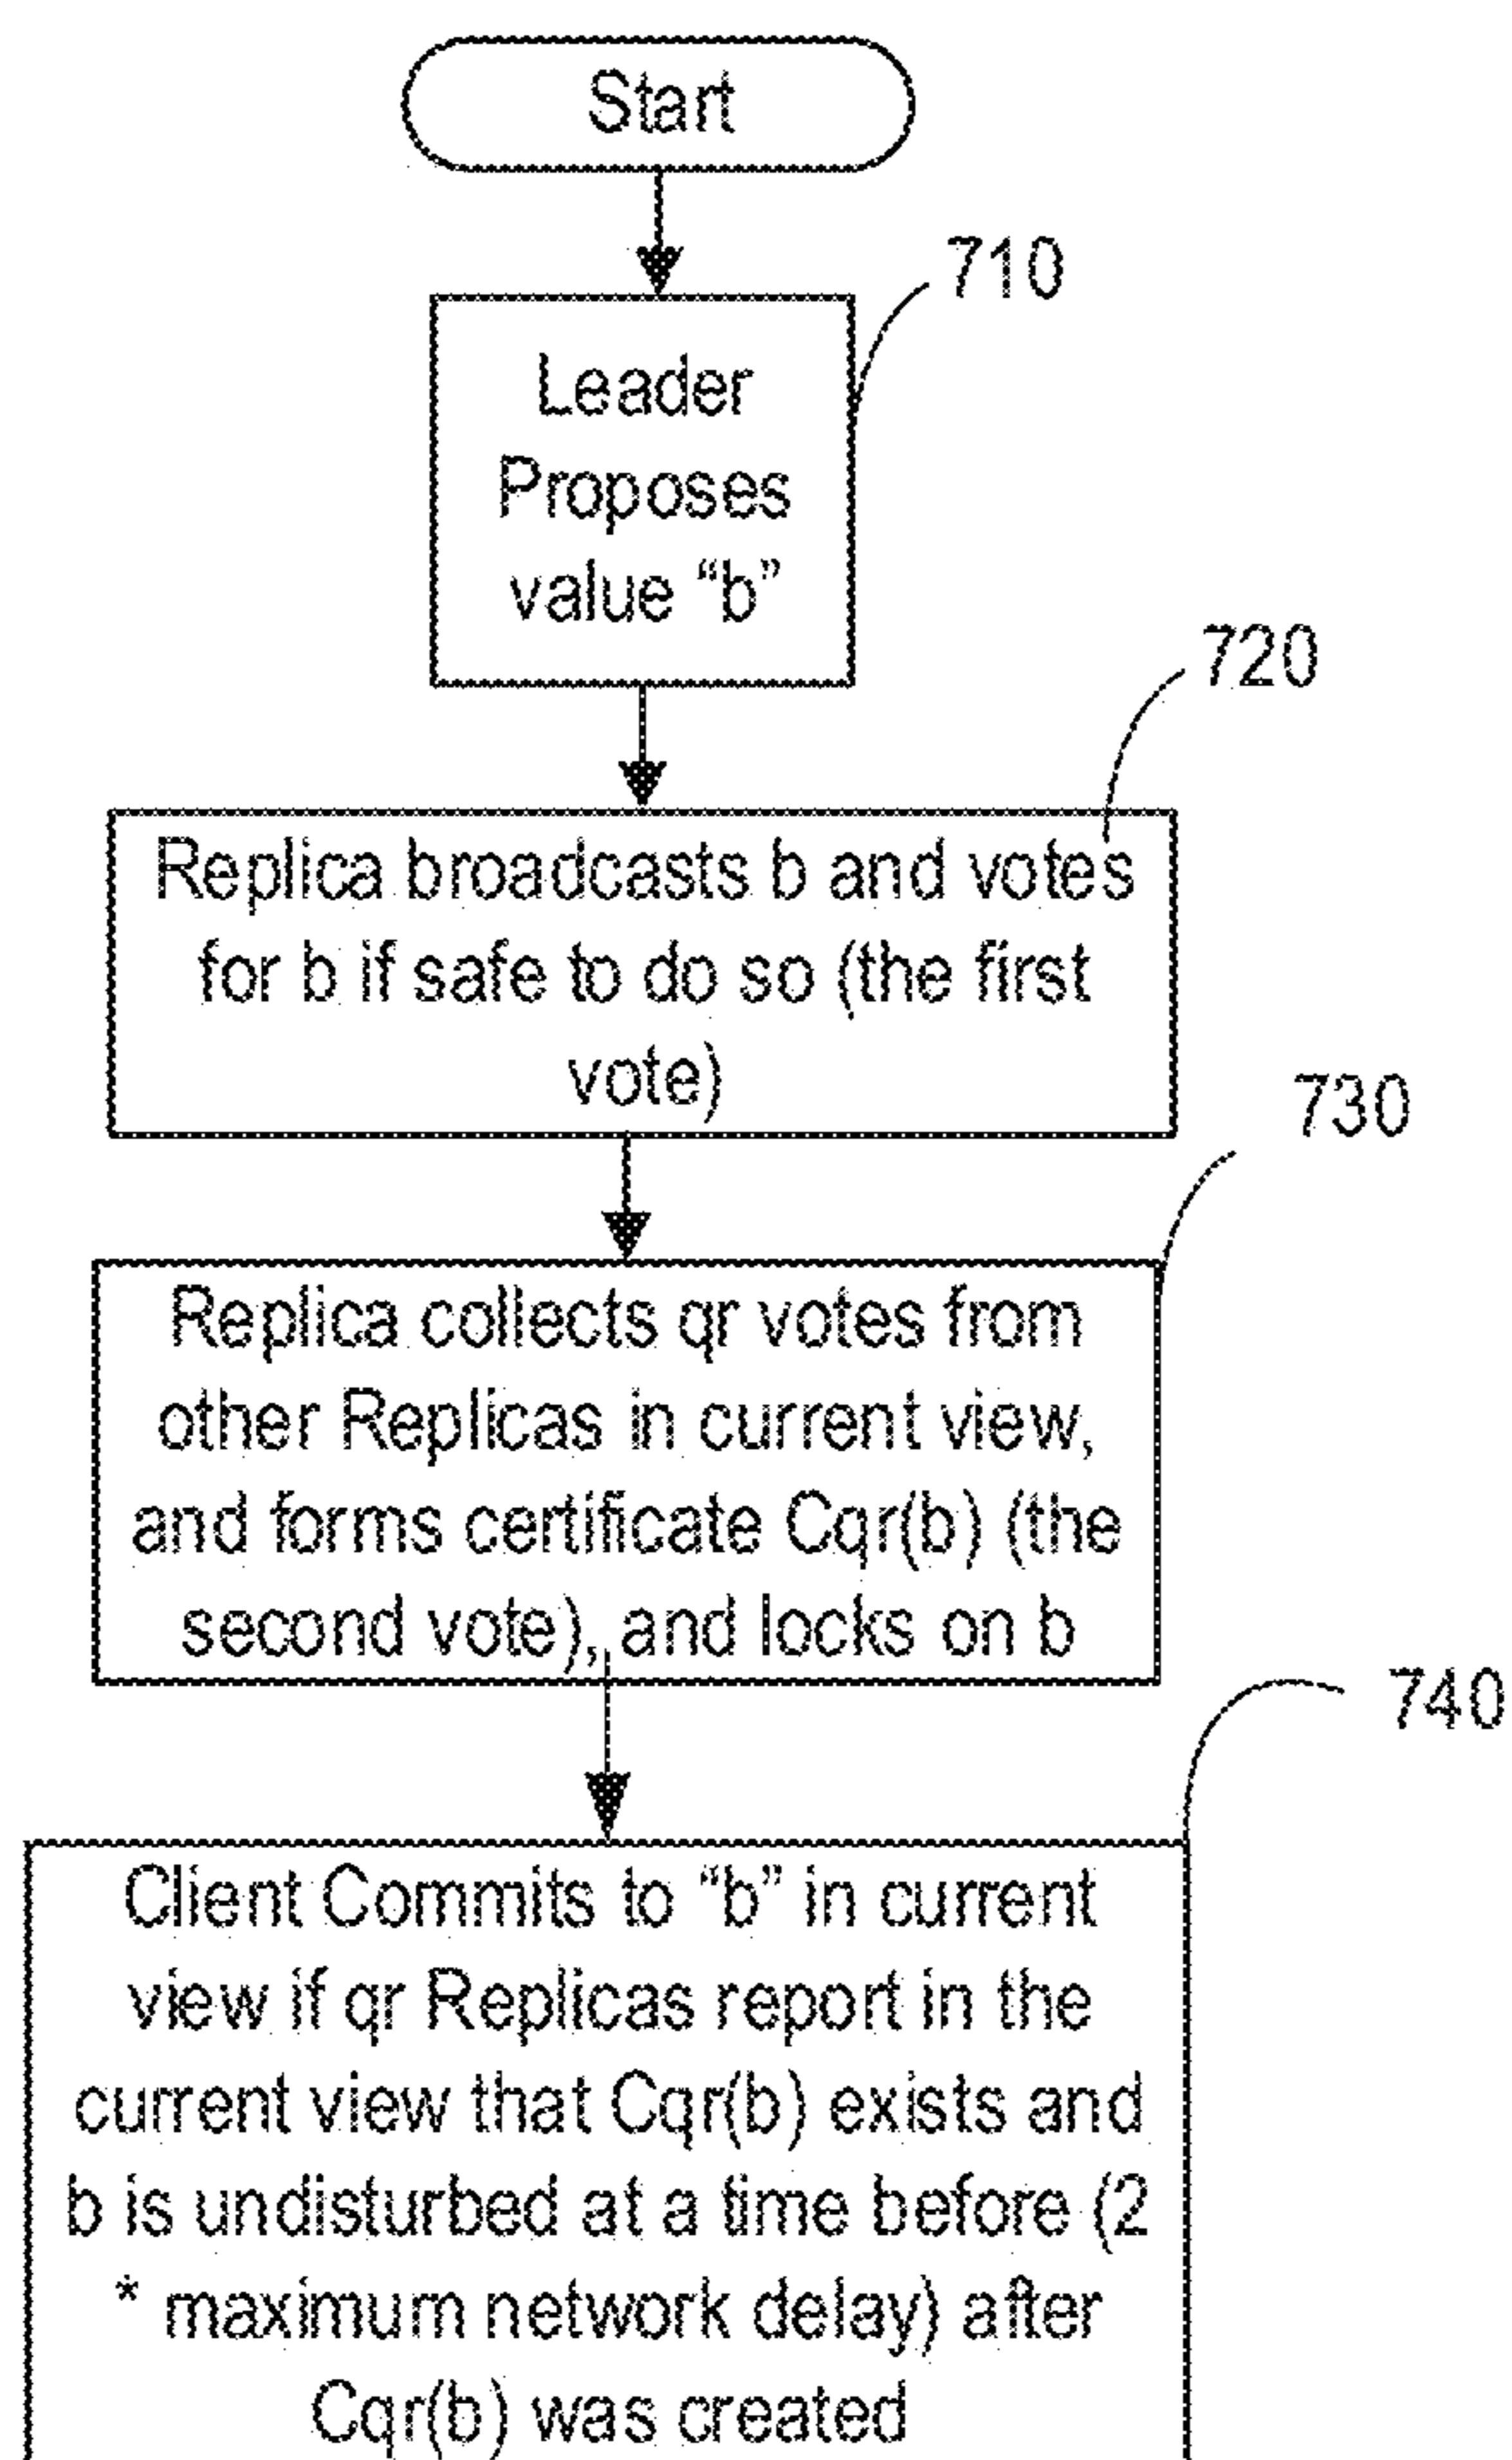 Start
710
Leader
Proposes
value “b”
720
Replica broadcasts b and votes
for b if safe to do so (the first
vote)
730
Replica collects qr votes from
other Replicas in current view,
and forms certificate Cqr(b) (the
second vote), and locks on b
740
Client Commits to “b” in current
view if qr Replicas report in the
current view that Cqr(b) exists and
b is undisturbed at a time before (2
* maximum network delay) after
Cqr(b) was created